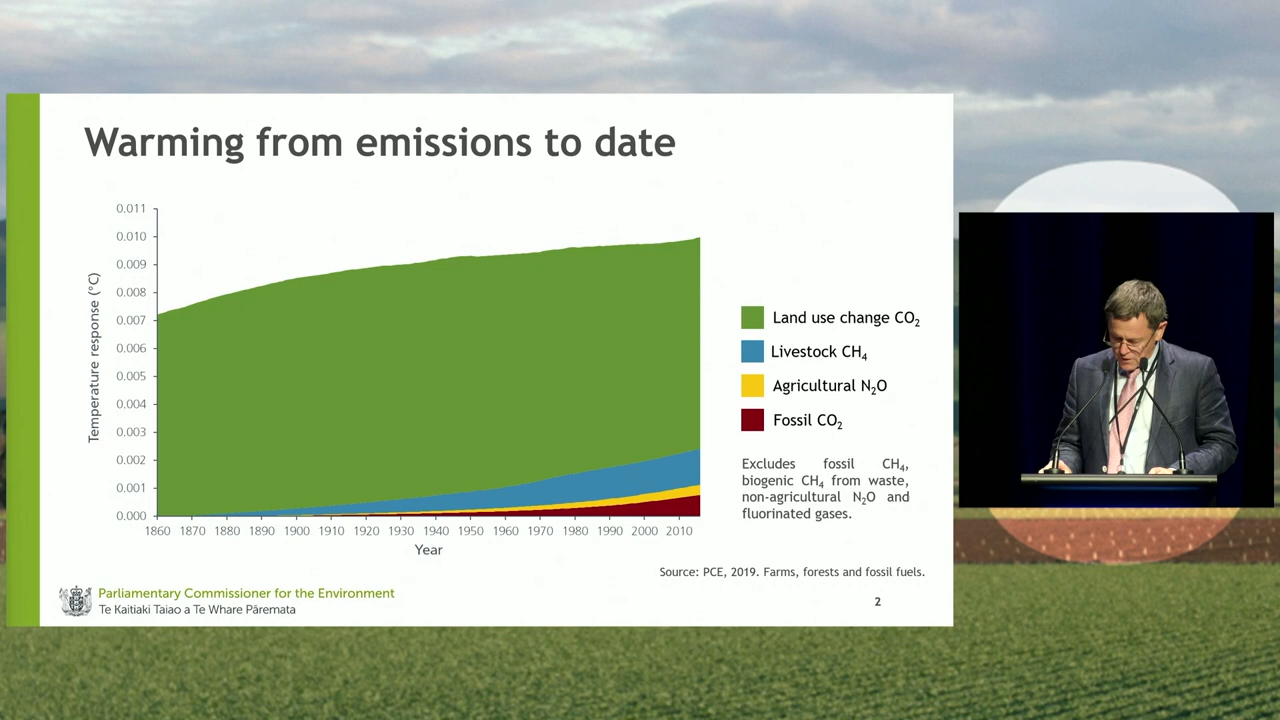 Warming from emissions to date
0.011
0.010
0.009
0.008
0.007
0.006
0.005
0.004
0.003
0.002
0.001
0.000
Temperature response (°C)
1860 1870 1880 1890 1900 1910 1920 1930 1940 1950 1960 1970 1980 1990 2000 2010
Year
Land use change CO₂
Livestock CH₄
Agricultural N₂O
Fossil CO₂
Excludes fossil CH₄,
biogenic CH₄ from waste,
non-agricultural N₂O and
fluorinated gases.
Source: PCE, 2019. Farms, forests and fossil fuels.
Parliamentary Commissioner for the Environment
Te Kaitiaki Taiao a Te Whare Pāremata
2